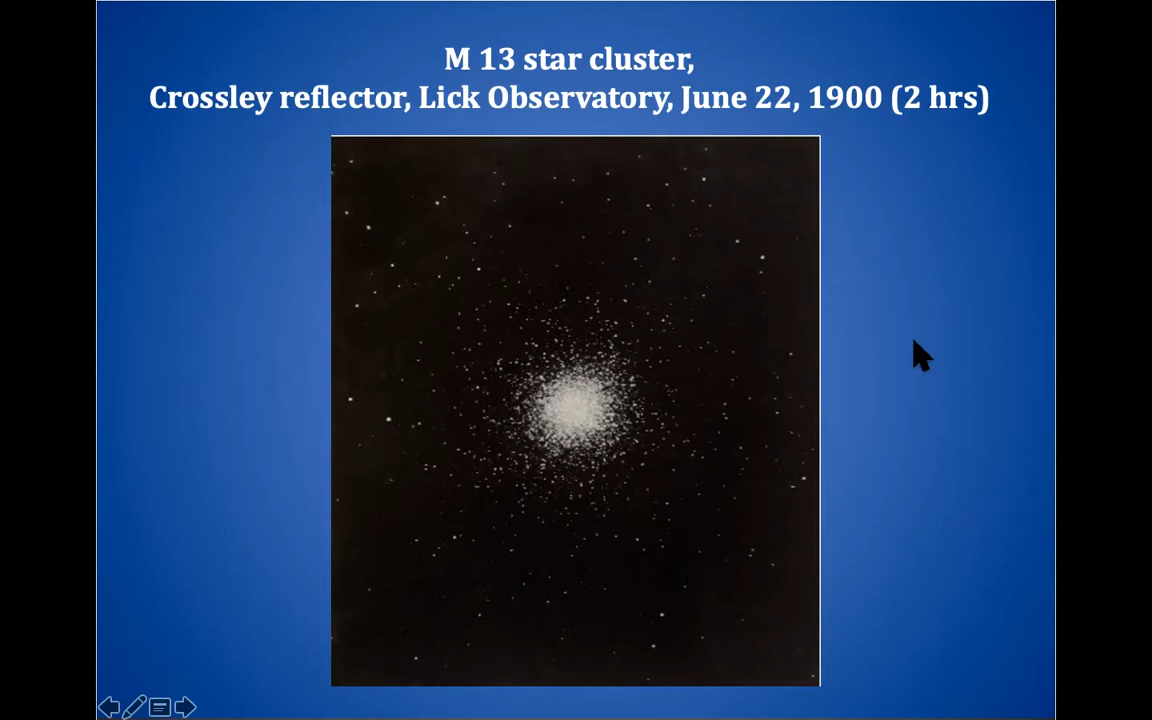 M 13 star cluster,
Crossley reflector, Lick Observatory, June 22, 1900 (2 hrs)